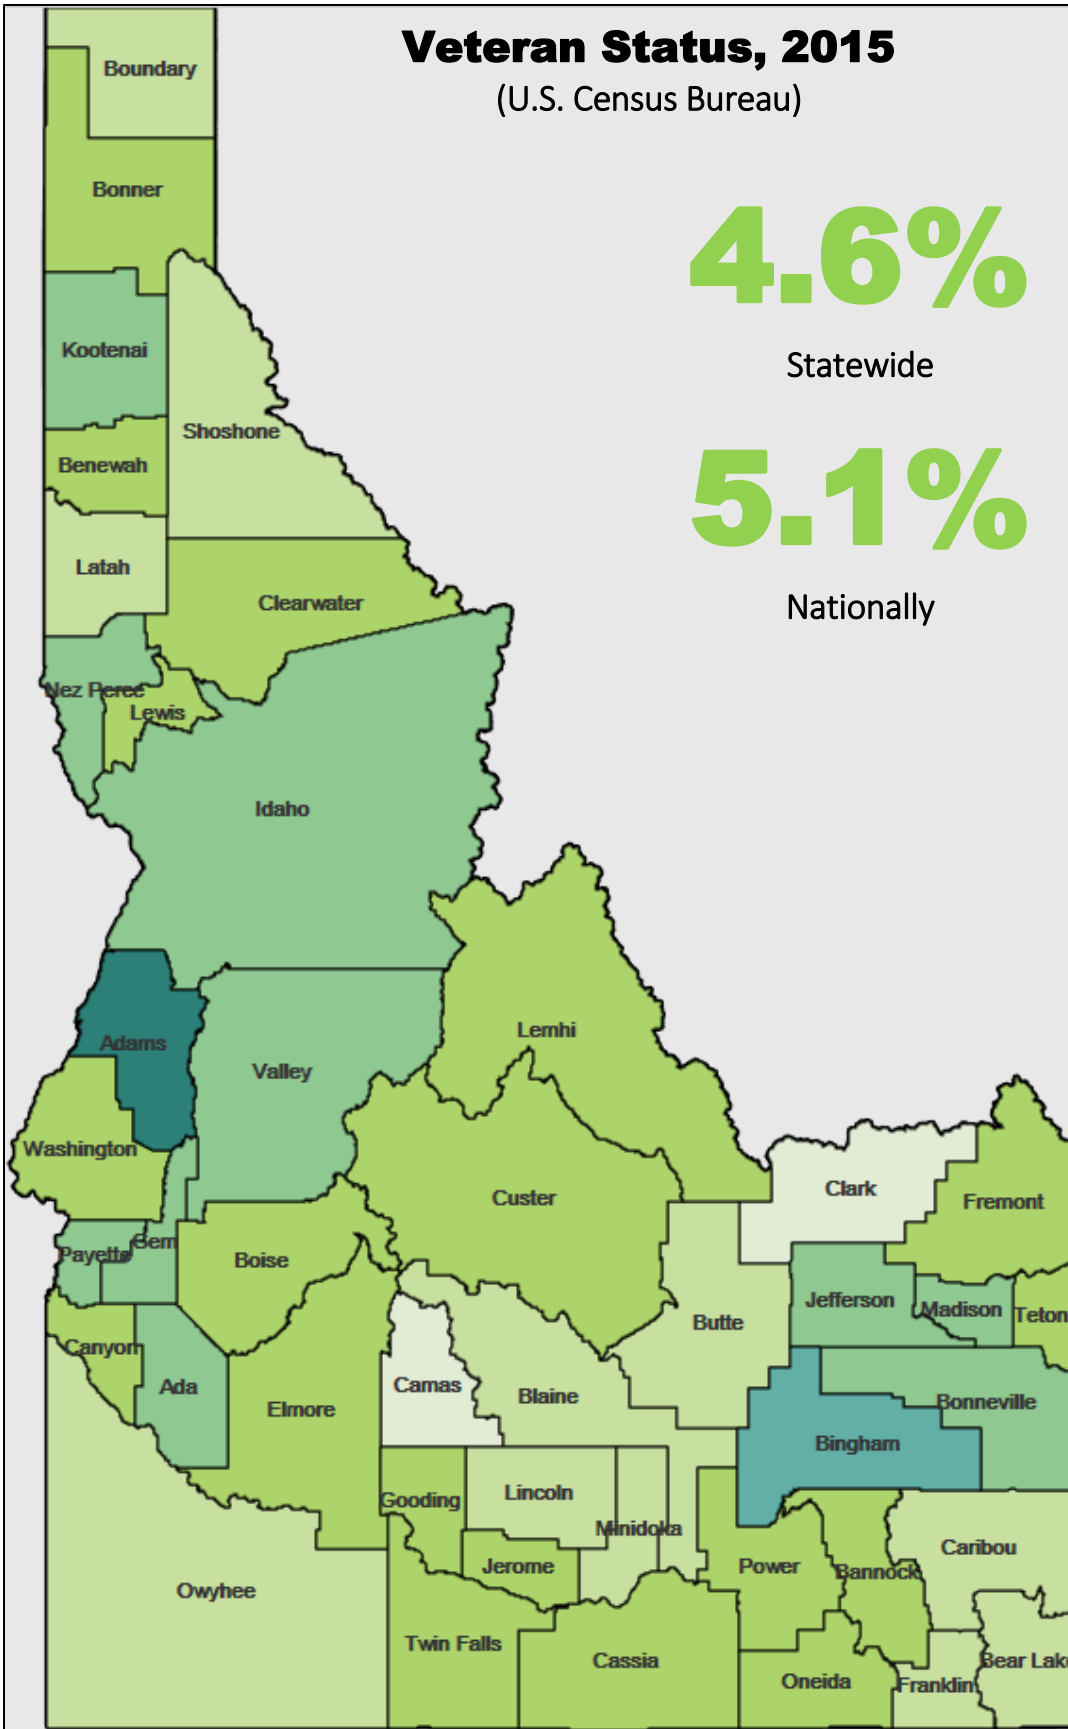 Veteran Status, 2015
(U.S. Census Bureau)
4.6%
Statewide
5.1%
Nationally
Boundary
Bonner
Kootenai
Shoshone
Benewah
Latah
Clearwater
Nez Perce
Lewis
Idaho
Lemhi
Adams
Valley
Washington
Custer
Clark
Fremont
Payette
Gem
Boise
Jefferson
Madison
Teton
Butte
Canyon
Ada
Camas
Blaine
Elmore
Bonneville
Bingham
Gooding
Lincoln
Minidoka
Caribou
Jerome
Power
Bannock
Owyhee
Twin Falls
Cassia
Bear Lake
Oneida
Franklin